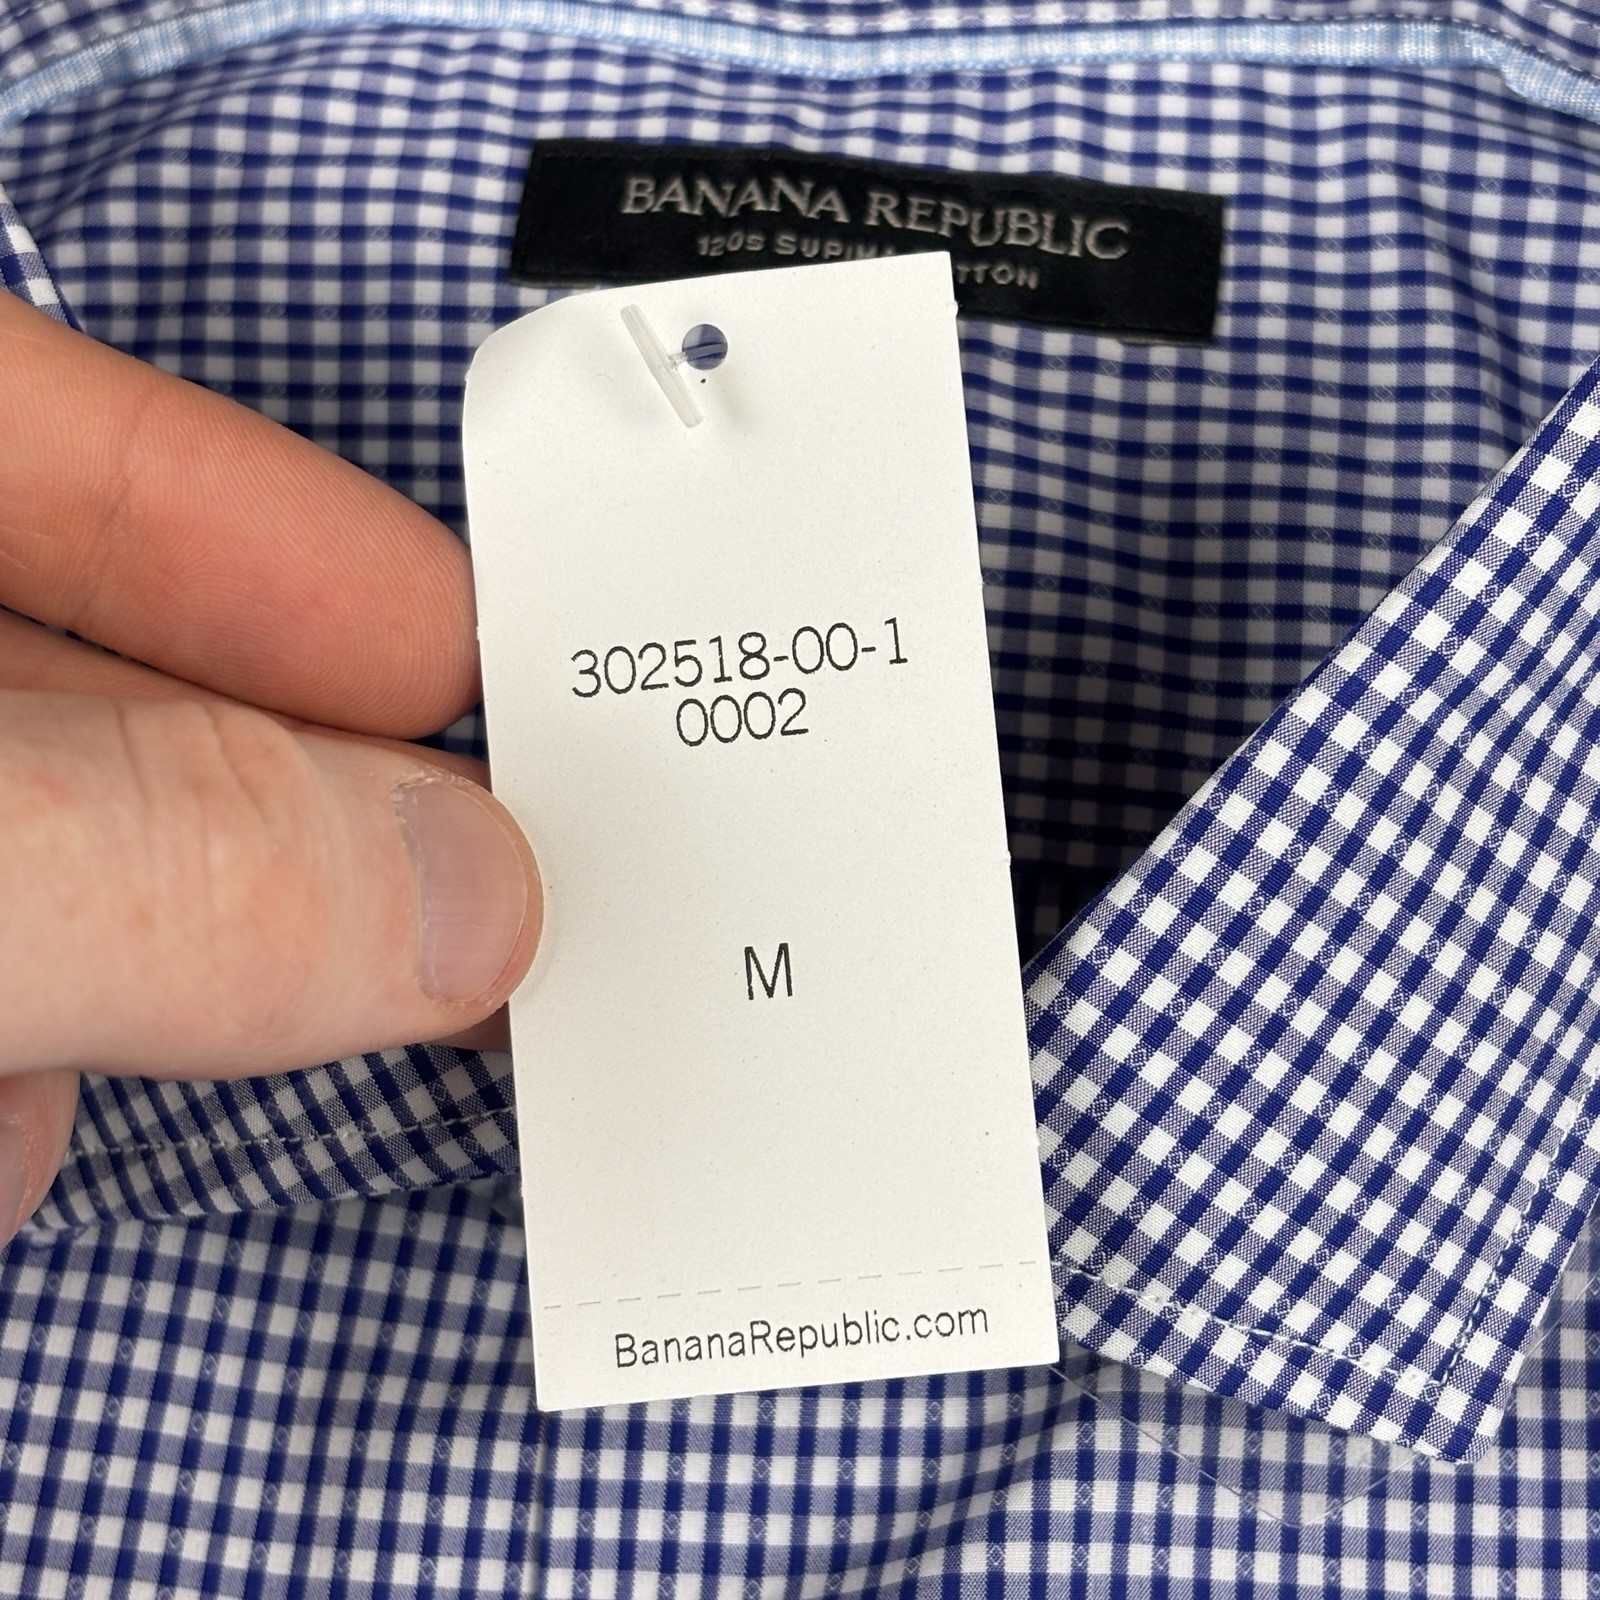 BANANA REPUBLIC
120S
302518-00-1
0002
M
BananaRepublic.com